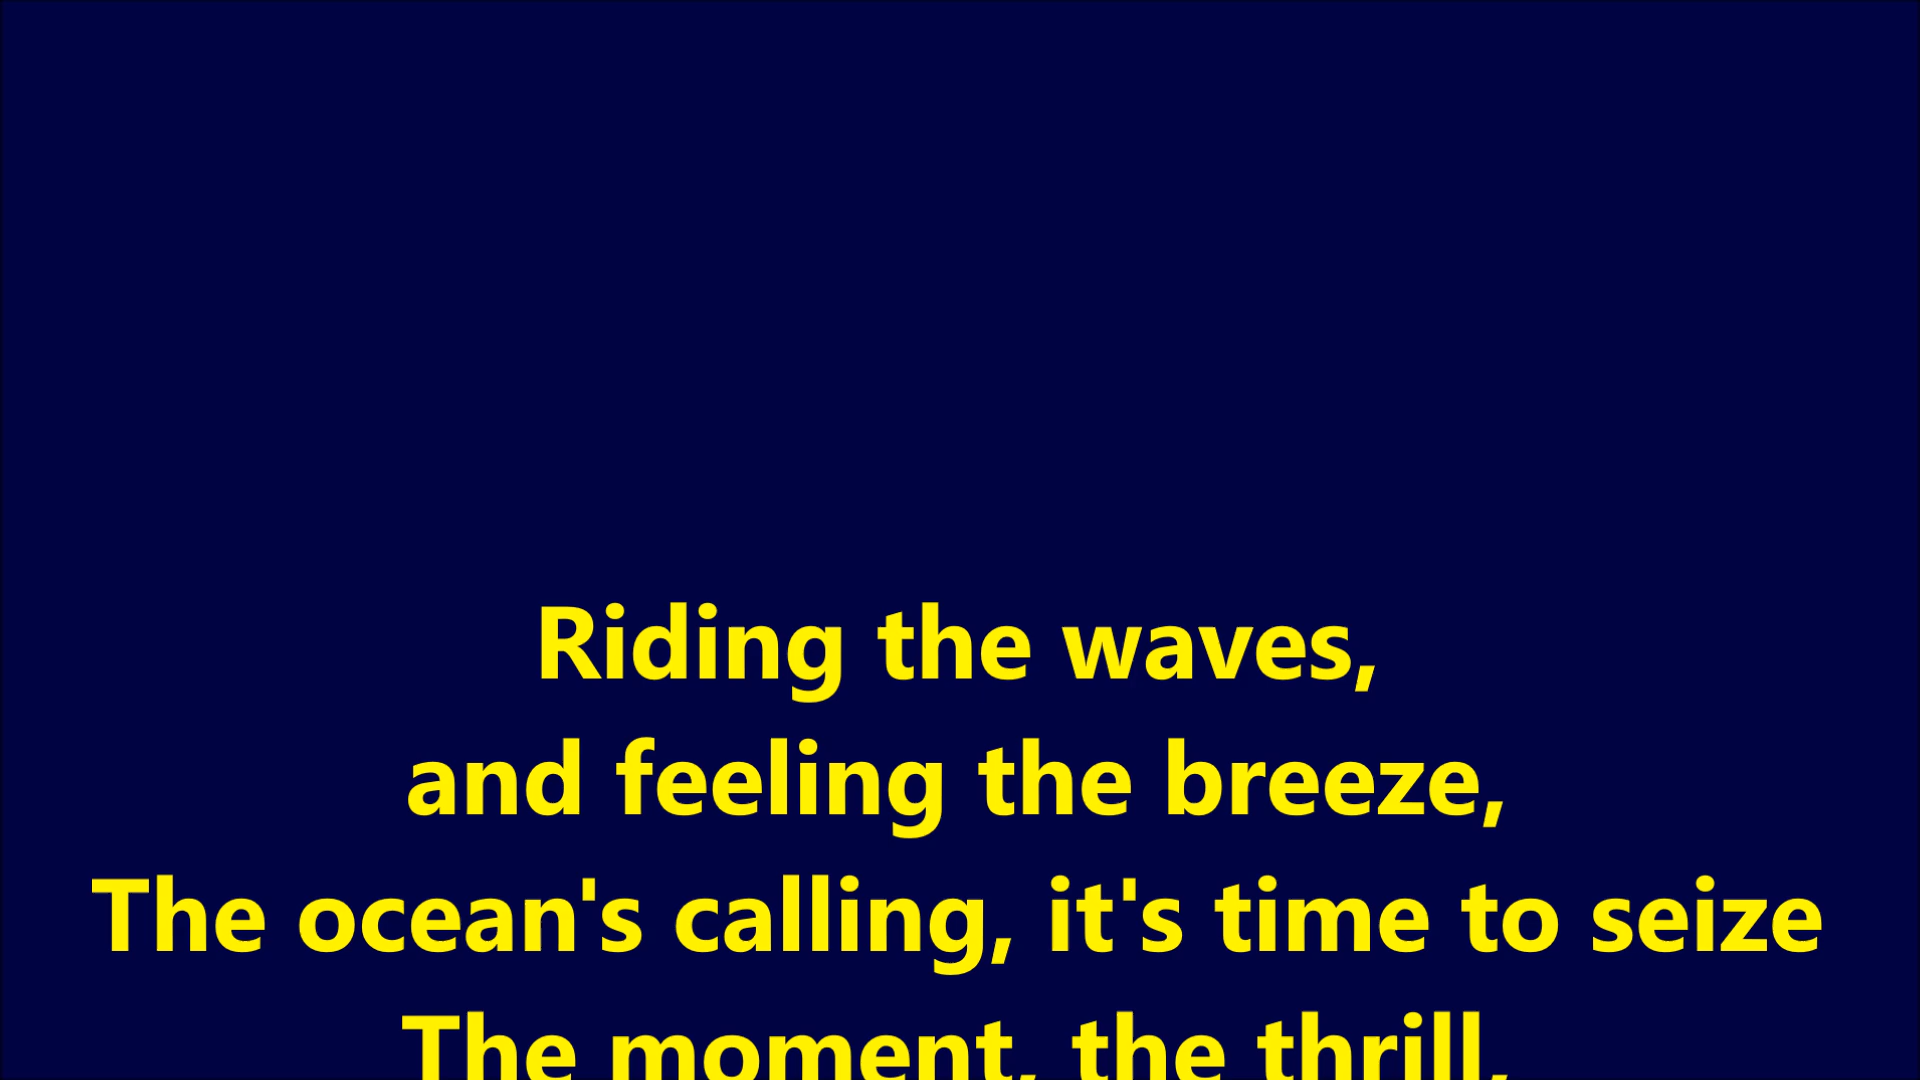 Riding the waves,
and feeling the breeze,
The ocean's calling, it's time to seize
The moment, the thrill,